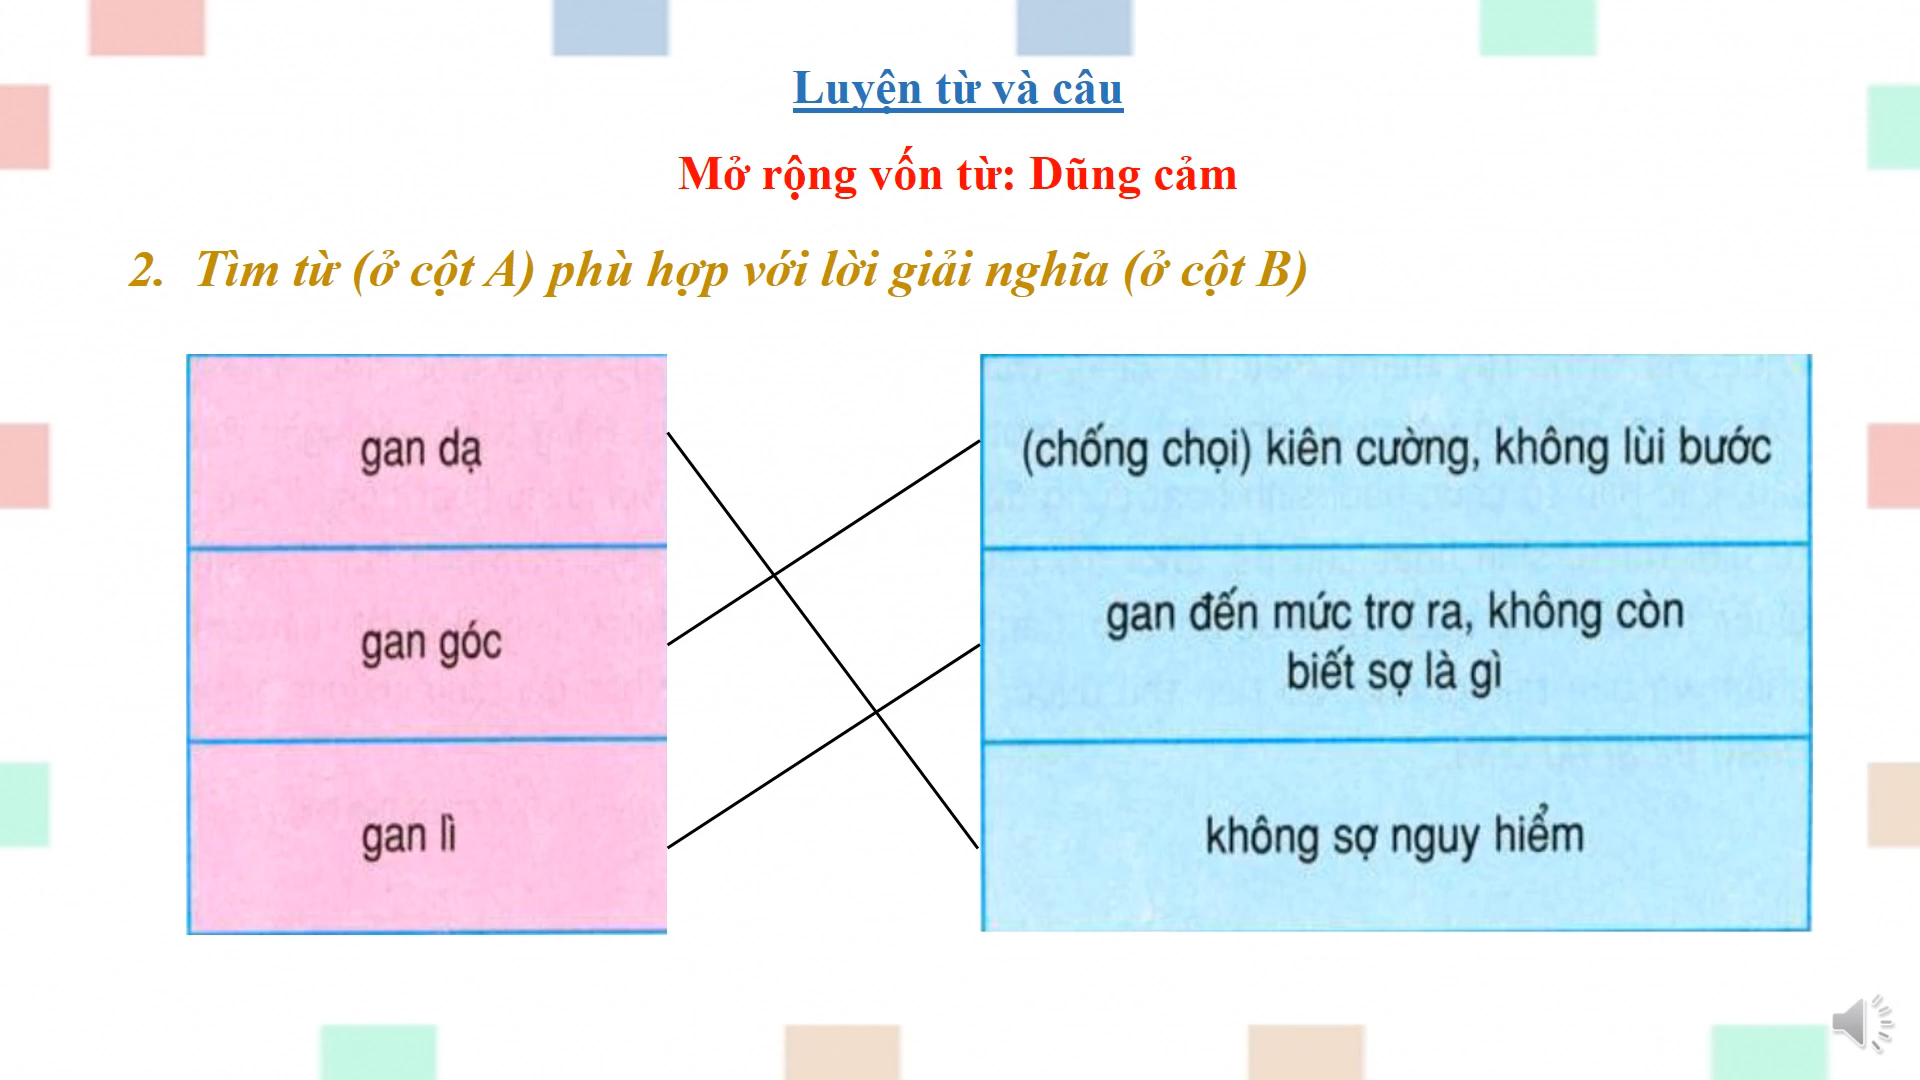 Luyện từ và câu
Mở rộng vốn từ: Dũng cảm
2. Tìm từ (ở cột A) phù hợp với lời giải nghĩa (ở cột B)
gan dạ
gan góc
gan lì
(chống chọi) kiên cường, không lùi bước
gan đến mức trơ ra, không còn
biết sợ là gì
không sợ nguy hiểm